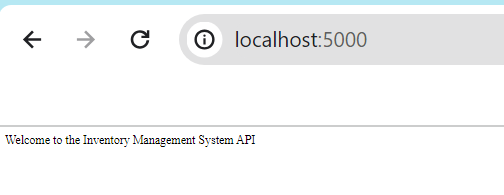 localhost:5000
Welcome to the Inventory Management System API